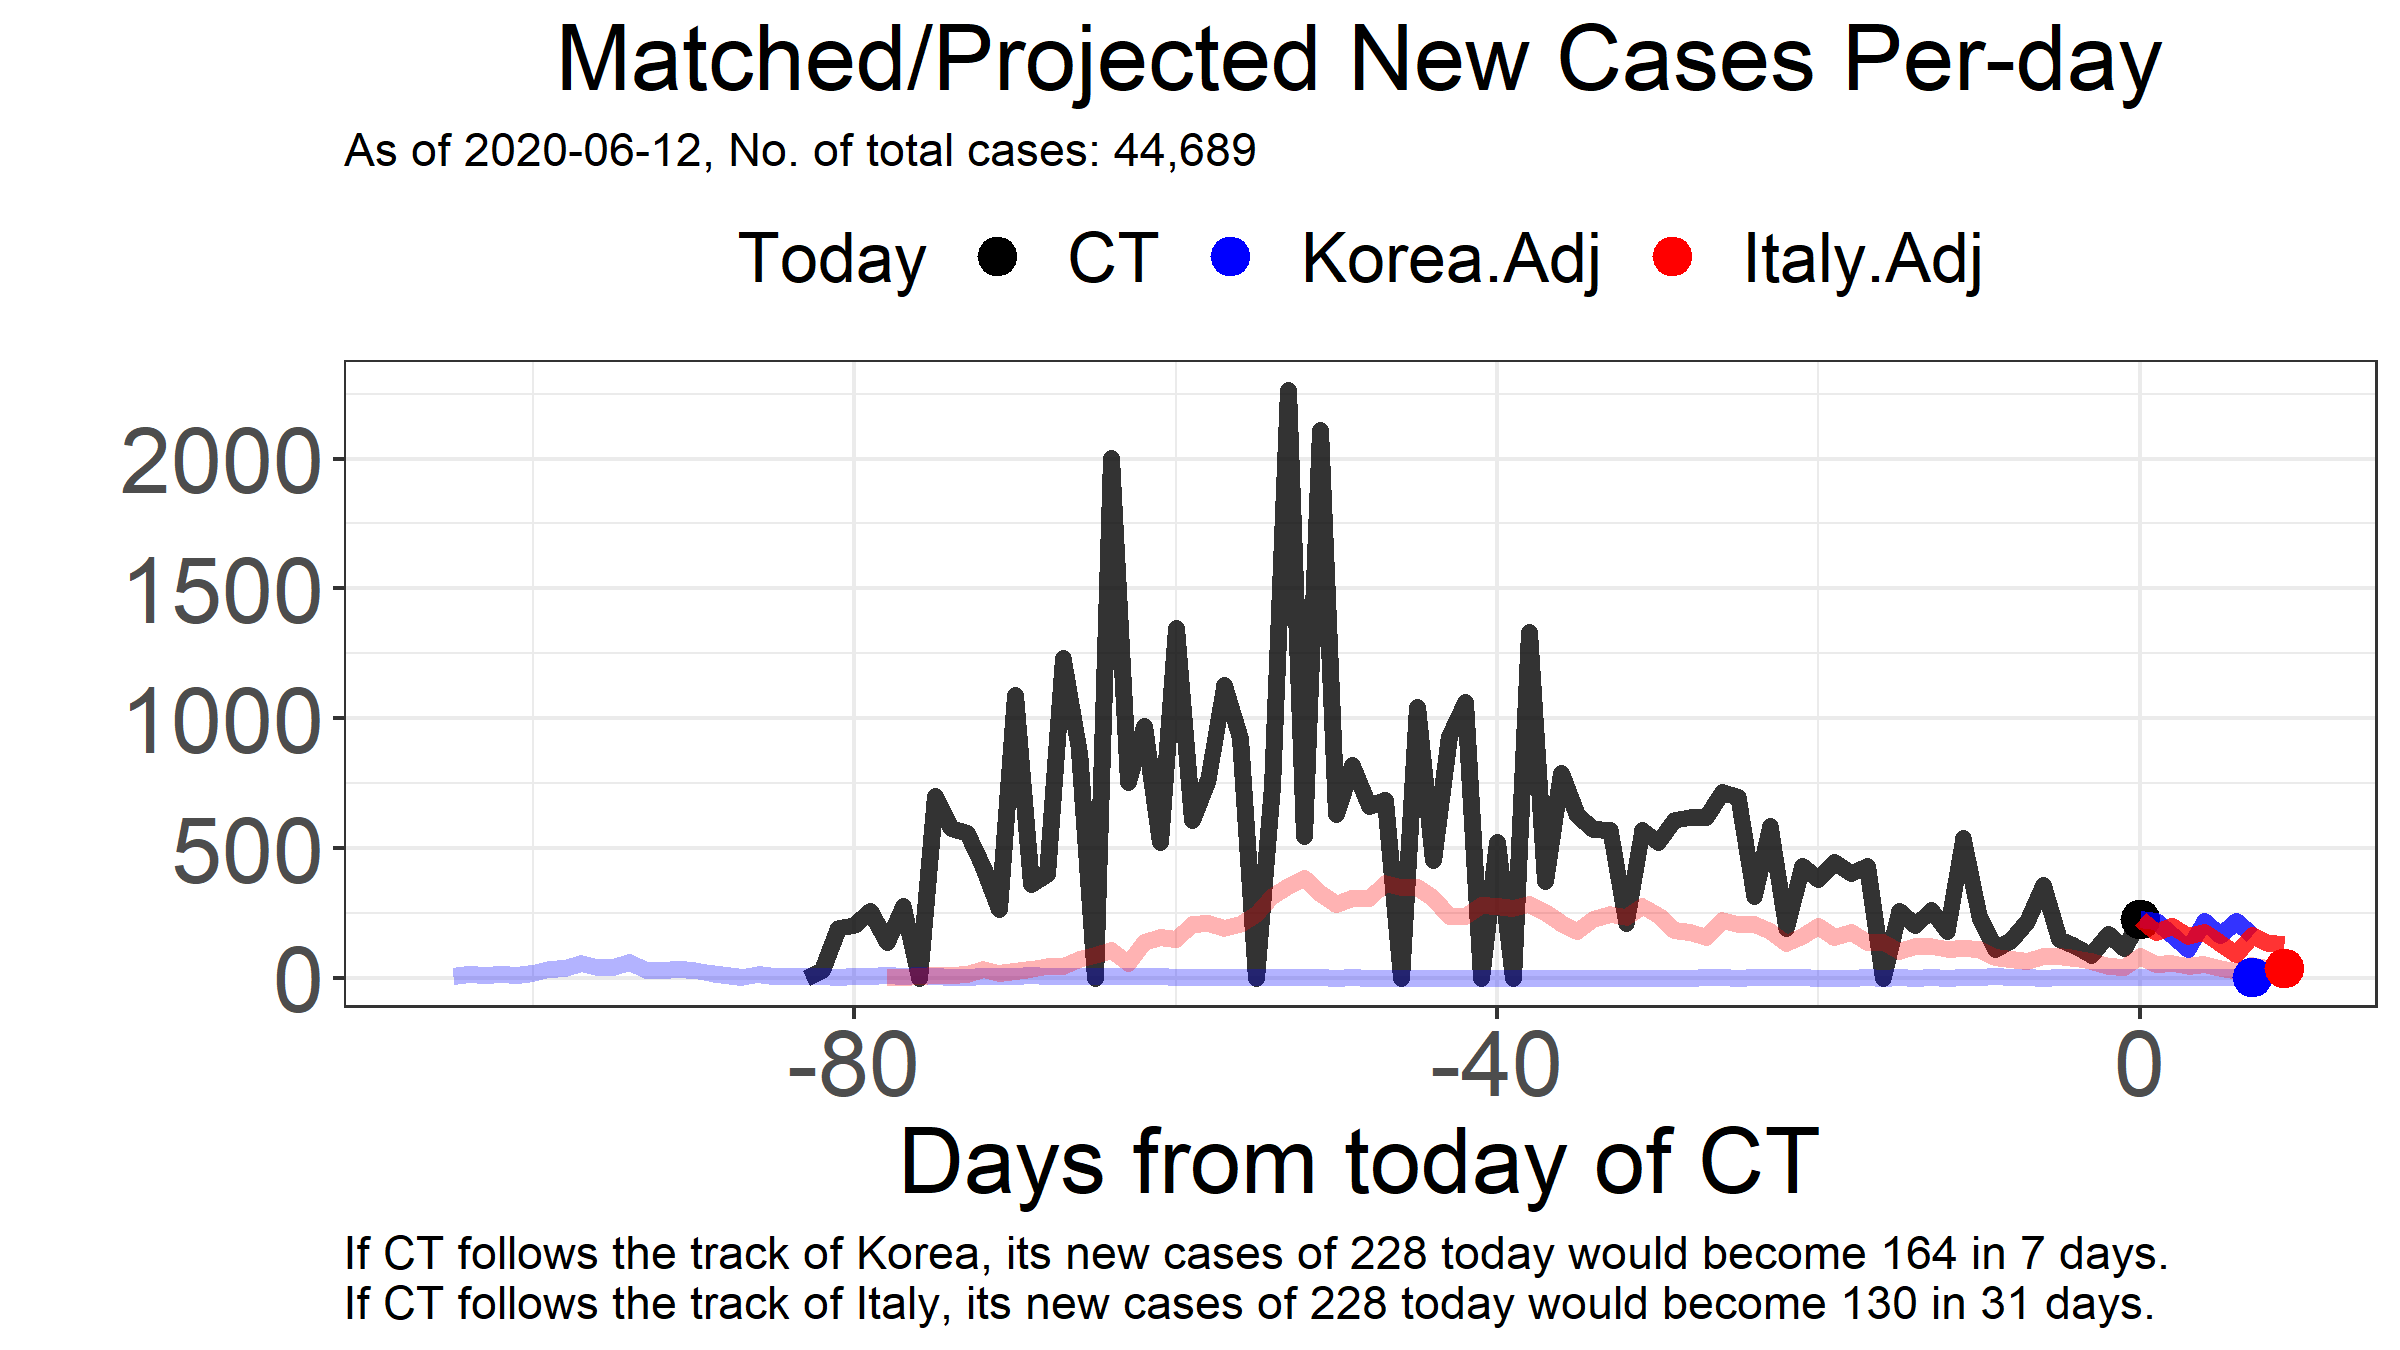 Matched/Projected New Cases Per-day
As of 2020-06-12, No. of total cases: 44,689
Today CT Korea.Adj Italy.Adj
2000
1500
1000
500
0
-80 -40 0
Days from today of CT
If CT follows the track of Korea, its new cases of 228 today would become 164 in 7 days.
If CT follows the track of Italy, its new cases of 228 today would become 130 in 31 days.